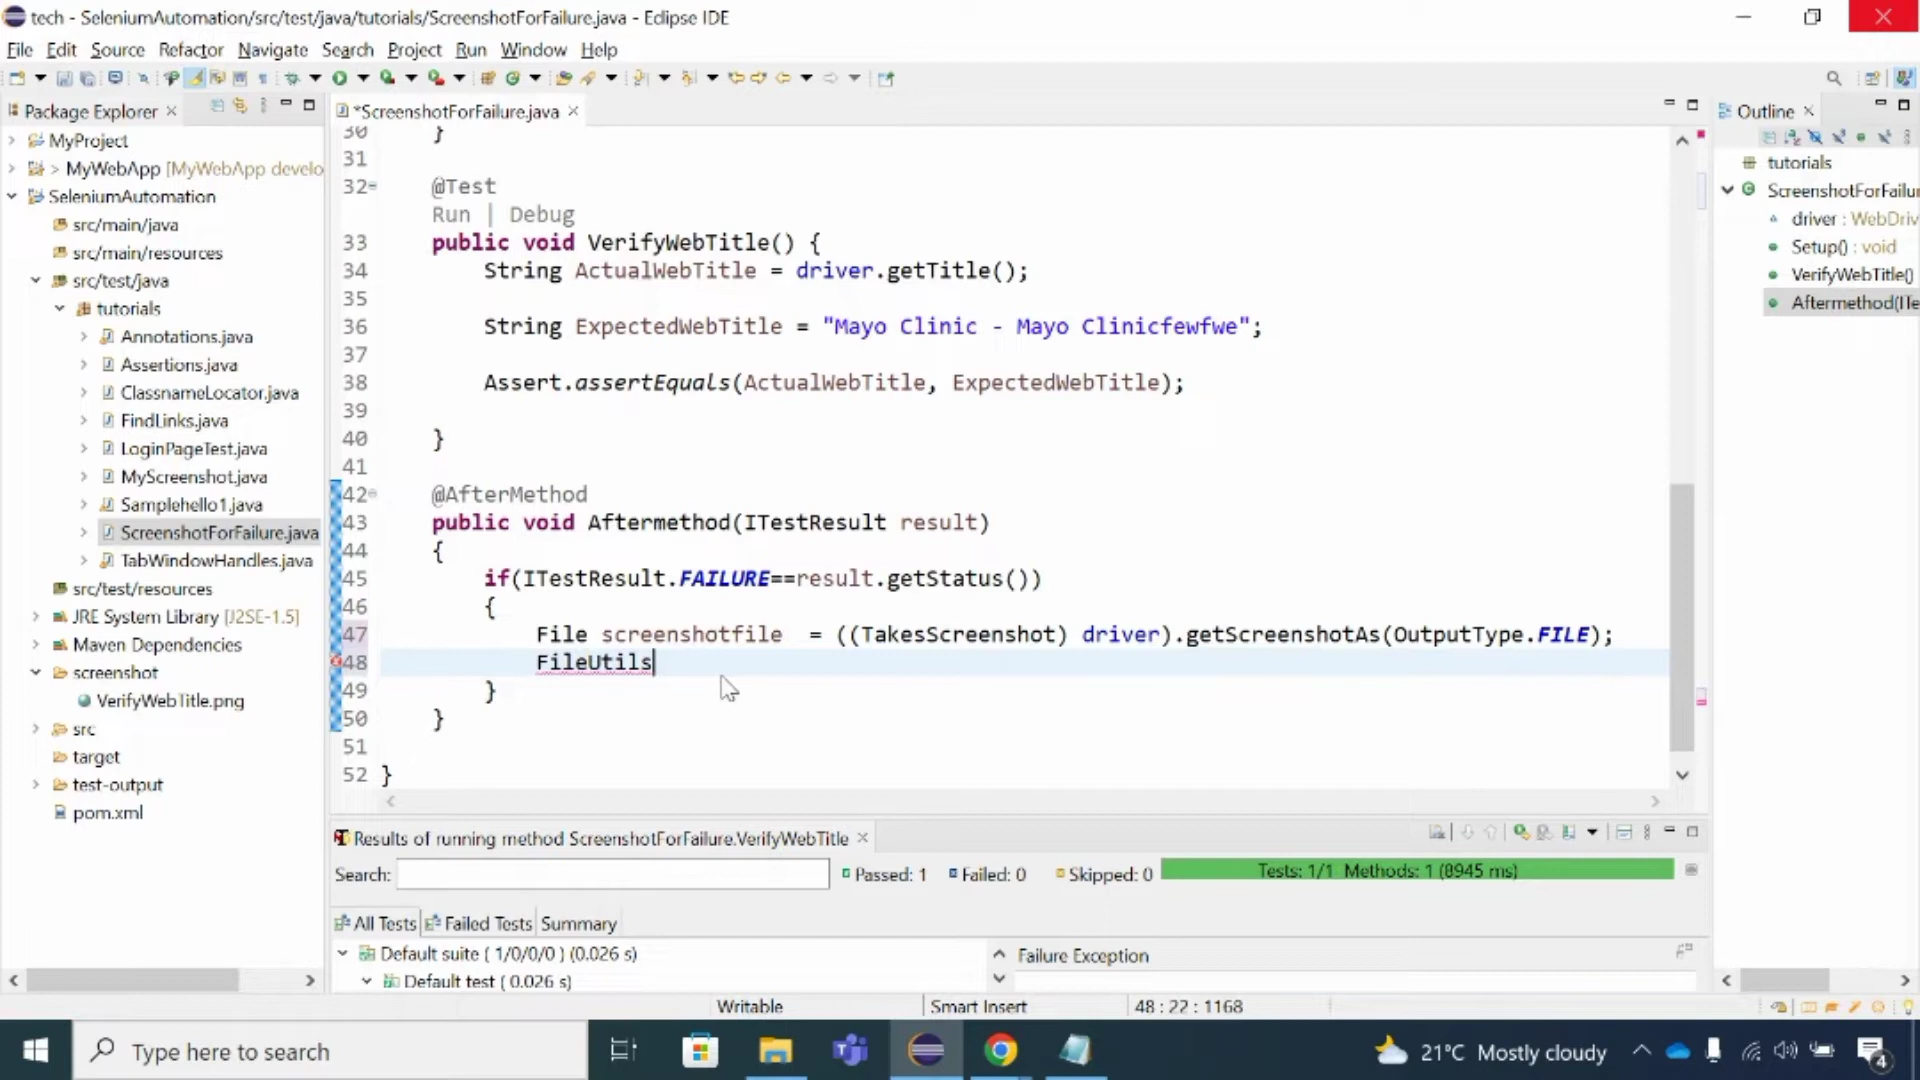 tech - SeleniumAutomation/src/test/java/tutorials/ScreenshotForFailure.java - Eclipse IDE
File Edit Source Refactor Navigate Search Project Run Window Help
Package Explorer
MyProject
> MyWebApp [MyWebApp develo
SeleniumAutomation
src/main/java
src/main/resources
src/test/java
tutorials
Annotations.java
Assertions.java
ClassnameLocator.java
FindLinks.java
LoginPageTest.java
MyScreenshot.java
Samplehello1.java
ScreenshotForFailure.java
TabWindowHandles.java
src/test/resources
JRE System Library [J2SE-1.5]
Maven Dependencies
screenshot
VerifyWebTitle.png
src
target
test-output
pom.xml
*ScreenshotForFailure.java
30 }
31
32 @Test
Run | Debug
33 public void VerifyWebTitle() {
34 String ActualWebTitle = driver.getTitle();
35
36 String ExpectedWebTitle = "Mayo Clinic - Mayo Clinicfewfwe";
37
38 Assert.assertEquals(ActualWebTitle, ExpectedWebTitle);
39
40 }
41
42 @AfterMethod
43 public void Aftermethod(ITestResult result)
44 {
45 if(ITestResult.FAILURE==result.getStatus())
46 {
47 File screenshotfile = ((TakesScreenshot) driver).getScreenshotAs(OutputType.FILE);
48 FileUtils
49 }
50 }
51
52 }
Outline
tutorials
ScreenshotForFailur
driver : WebDriv
Setup() : void
VerifyWebTitle()
Aftermethod(ITe
Results of running method ScreenshotForFailure.VerifyWebTitle
Search: Passed: 1 Failed: 0 Skipped: 0 Tests: 1/1 Methods: 1 (8945 ms)
All Tests Failed Tests Summary
Default suite ( 1/0/0/0 ) (0.026 s)
Default test ( 0.026 s)
Failure Exception
Writable Smart Insert 48 : 22 : 1168
Type here to search
21°C Mostly cloudy
4